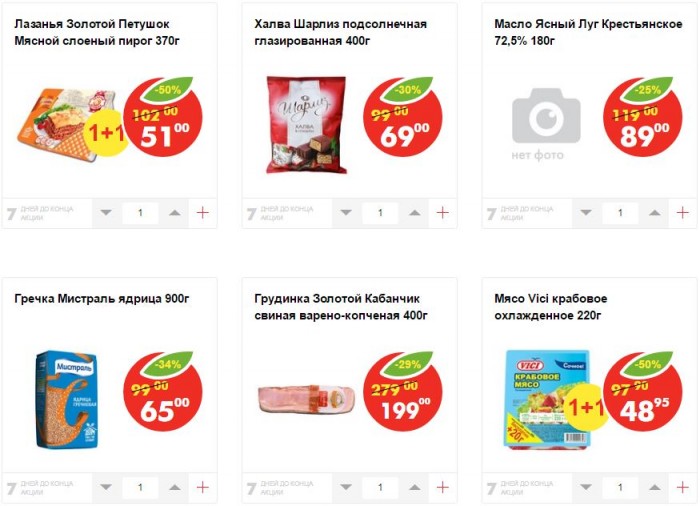 Лазанья Золотой Петушок
Мясной слоеный пирог 370г
-50%
102 00
1+1
51 00
7 ДНЕЙ ДО КОНЦА
АКЦИИ
1
Халва Шарлиз подсолнечная
глазированная 400г
Шарлиз
ХАЛВА
-30%
99 00
69 00
7 ДНЕЙ ДО КОНЦА
АКЦИИ
1
Масло Ясный Луг Крестьянское
72,5% 180г
нет фото
-25%
119 00
89 00
7 ДНЕЙ ДО КОНЦА
АКЦИИ
1
Гречка Мистраль ядрица 900г
Мистраль
ЯДРИЦА
ГРЕЧНЕВАЯ
-34%
99 00
65 00
7 ДНЕЙ ДО КОНЦА
АКЦИИ
1
Грудинка Золотой Кабанчик
свиная варено-копченая 400г
-29%
279 00
199 00
7 ДНЕЙ ДО КОНЦА
АКЦИИ
1
Мясо Vici крабовое
охлажденное 220г
VICI
Сочные!
КРАБОВОЕ
МЯСО
+20г
-50%
97 90
1+1
48 95
7 ДНЕЙ ДО КОНЦА
АКЦИИ
1